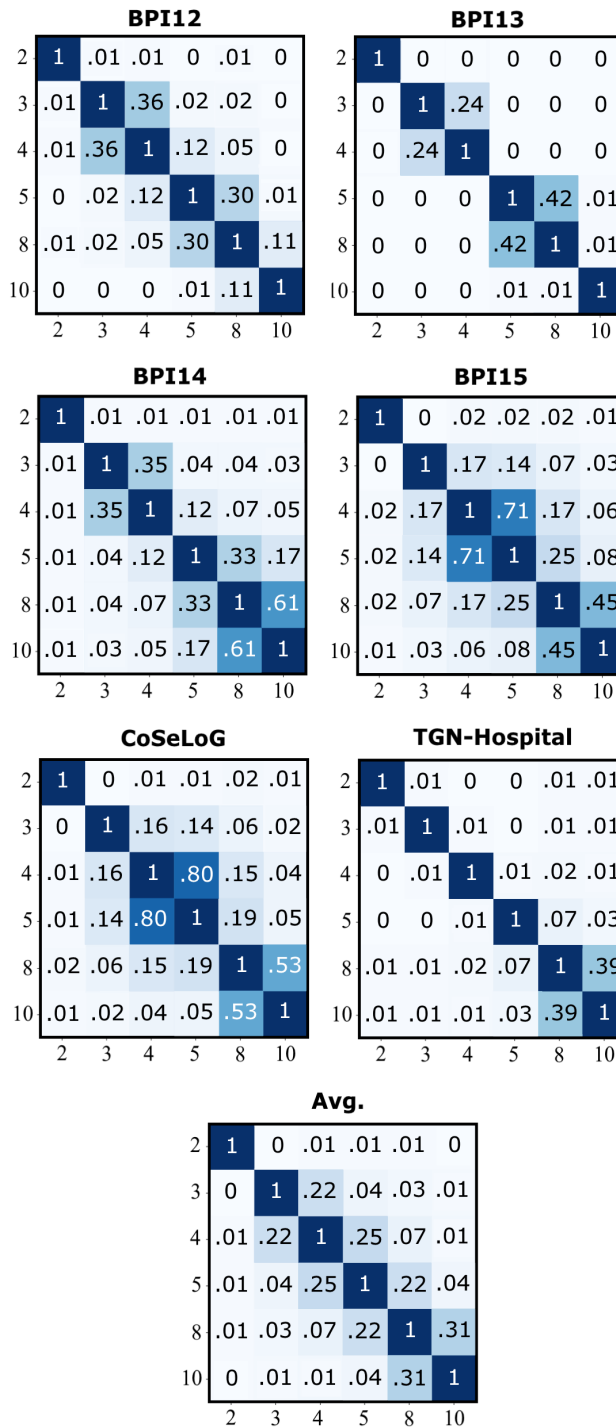 BPI12 BPI13
2 1 .01 .01 0 .01 0 2 1 0 0 0 0 0
3 .01 1 .36 .02 .02 0 3 0 1 .24 0 0 0
4 .01 .36 1 .12 .05 0 4 0 .24 1 0 0 0
5 0 .02 .12 1 .30 .01 5 0 0 0 1 .42 .01
8 .01 .02 .05 .30 1 .11 8 0 0 0 .42 1 .01
10 0 0 0 .01 .11 1 10 0 0 0 .01 .01 1
2 3 4 5 8 10 2 3 4 5 8 10
BPI14 BPI15
2 1 .01 .01 .01 .01 .01 2 1 0 .02 .02 .02 .01
3 .01 1 .35 .04 .04 .03 3 0 1 .17 .14 .07 .03
4 .01 .35 1 .12 .07 .05 4 .02 .17 1 .71 .17 .06
5 .01 .04 .12 1 .33 .17 5 .02 .14 .71 1 .25 .08
8 .01 .04 .07 .33 1 .61 8 .02 .07 .17 .25 1 .45
10 .01 .03 .05 .17 .61 1 10 .01 .03 .06 .08 .45 1
2 3 4 5 8 10 2 3 4 5 8 10
CoSeLoG TGN-Hospital
2 1 0 .01 .01 .02 .01 2 1 .01 0 0 .01 .01
3 0 1 .16 .14 .06 .02 3 .01 1 .01 0 .01 .01
4 .01 .16 1 .80 .15 .04 4 0 .01 1 .01 .02 .01
5 .01 .14 .80 1 .19 .05 5 0 0 .01 1 .07 .03
8 .02 .06 .15 .19 1 .53 8 .01 .01 .02 .07 1 .39
10 .01 .02 .04 .05 .53 1 10 .01 .01 .01 .03 .39 1
2 3 4 5 8 10 2 3 4 5 8 10
Avg.
2 1 0 .01 .01 .01 0
3 0 1 .22 .04 .03 .01
4 .01 .22 1 .25 .07 .01
5 .01 .04 .25 1 .22 .04
8 .01 .03 .07 .22 1 .31
10 0 .01 .01 .04 .31 1
2 3 4 5 8 10